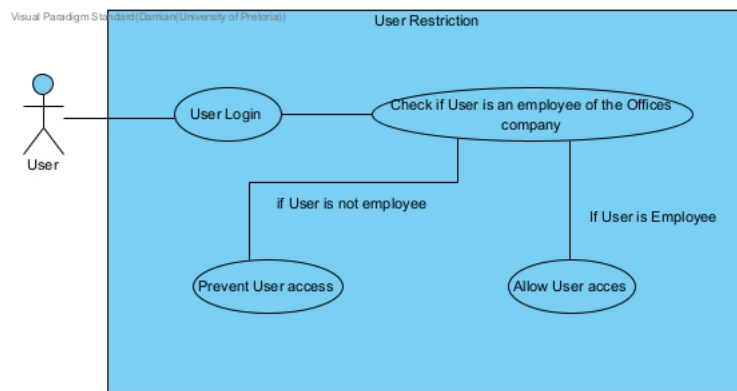 Visual Paradigm Standard(Damian(University of Pretoria))
User Restriction
User Login
Check if User is an employee of the Offices
company
User
if User is not employee
If User is Employee
Prevent User access
Allow User acces